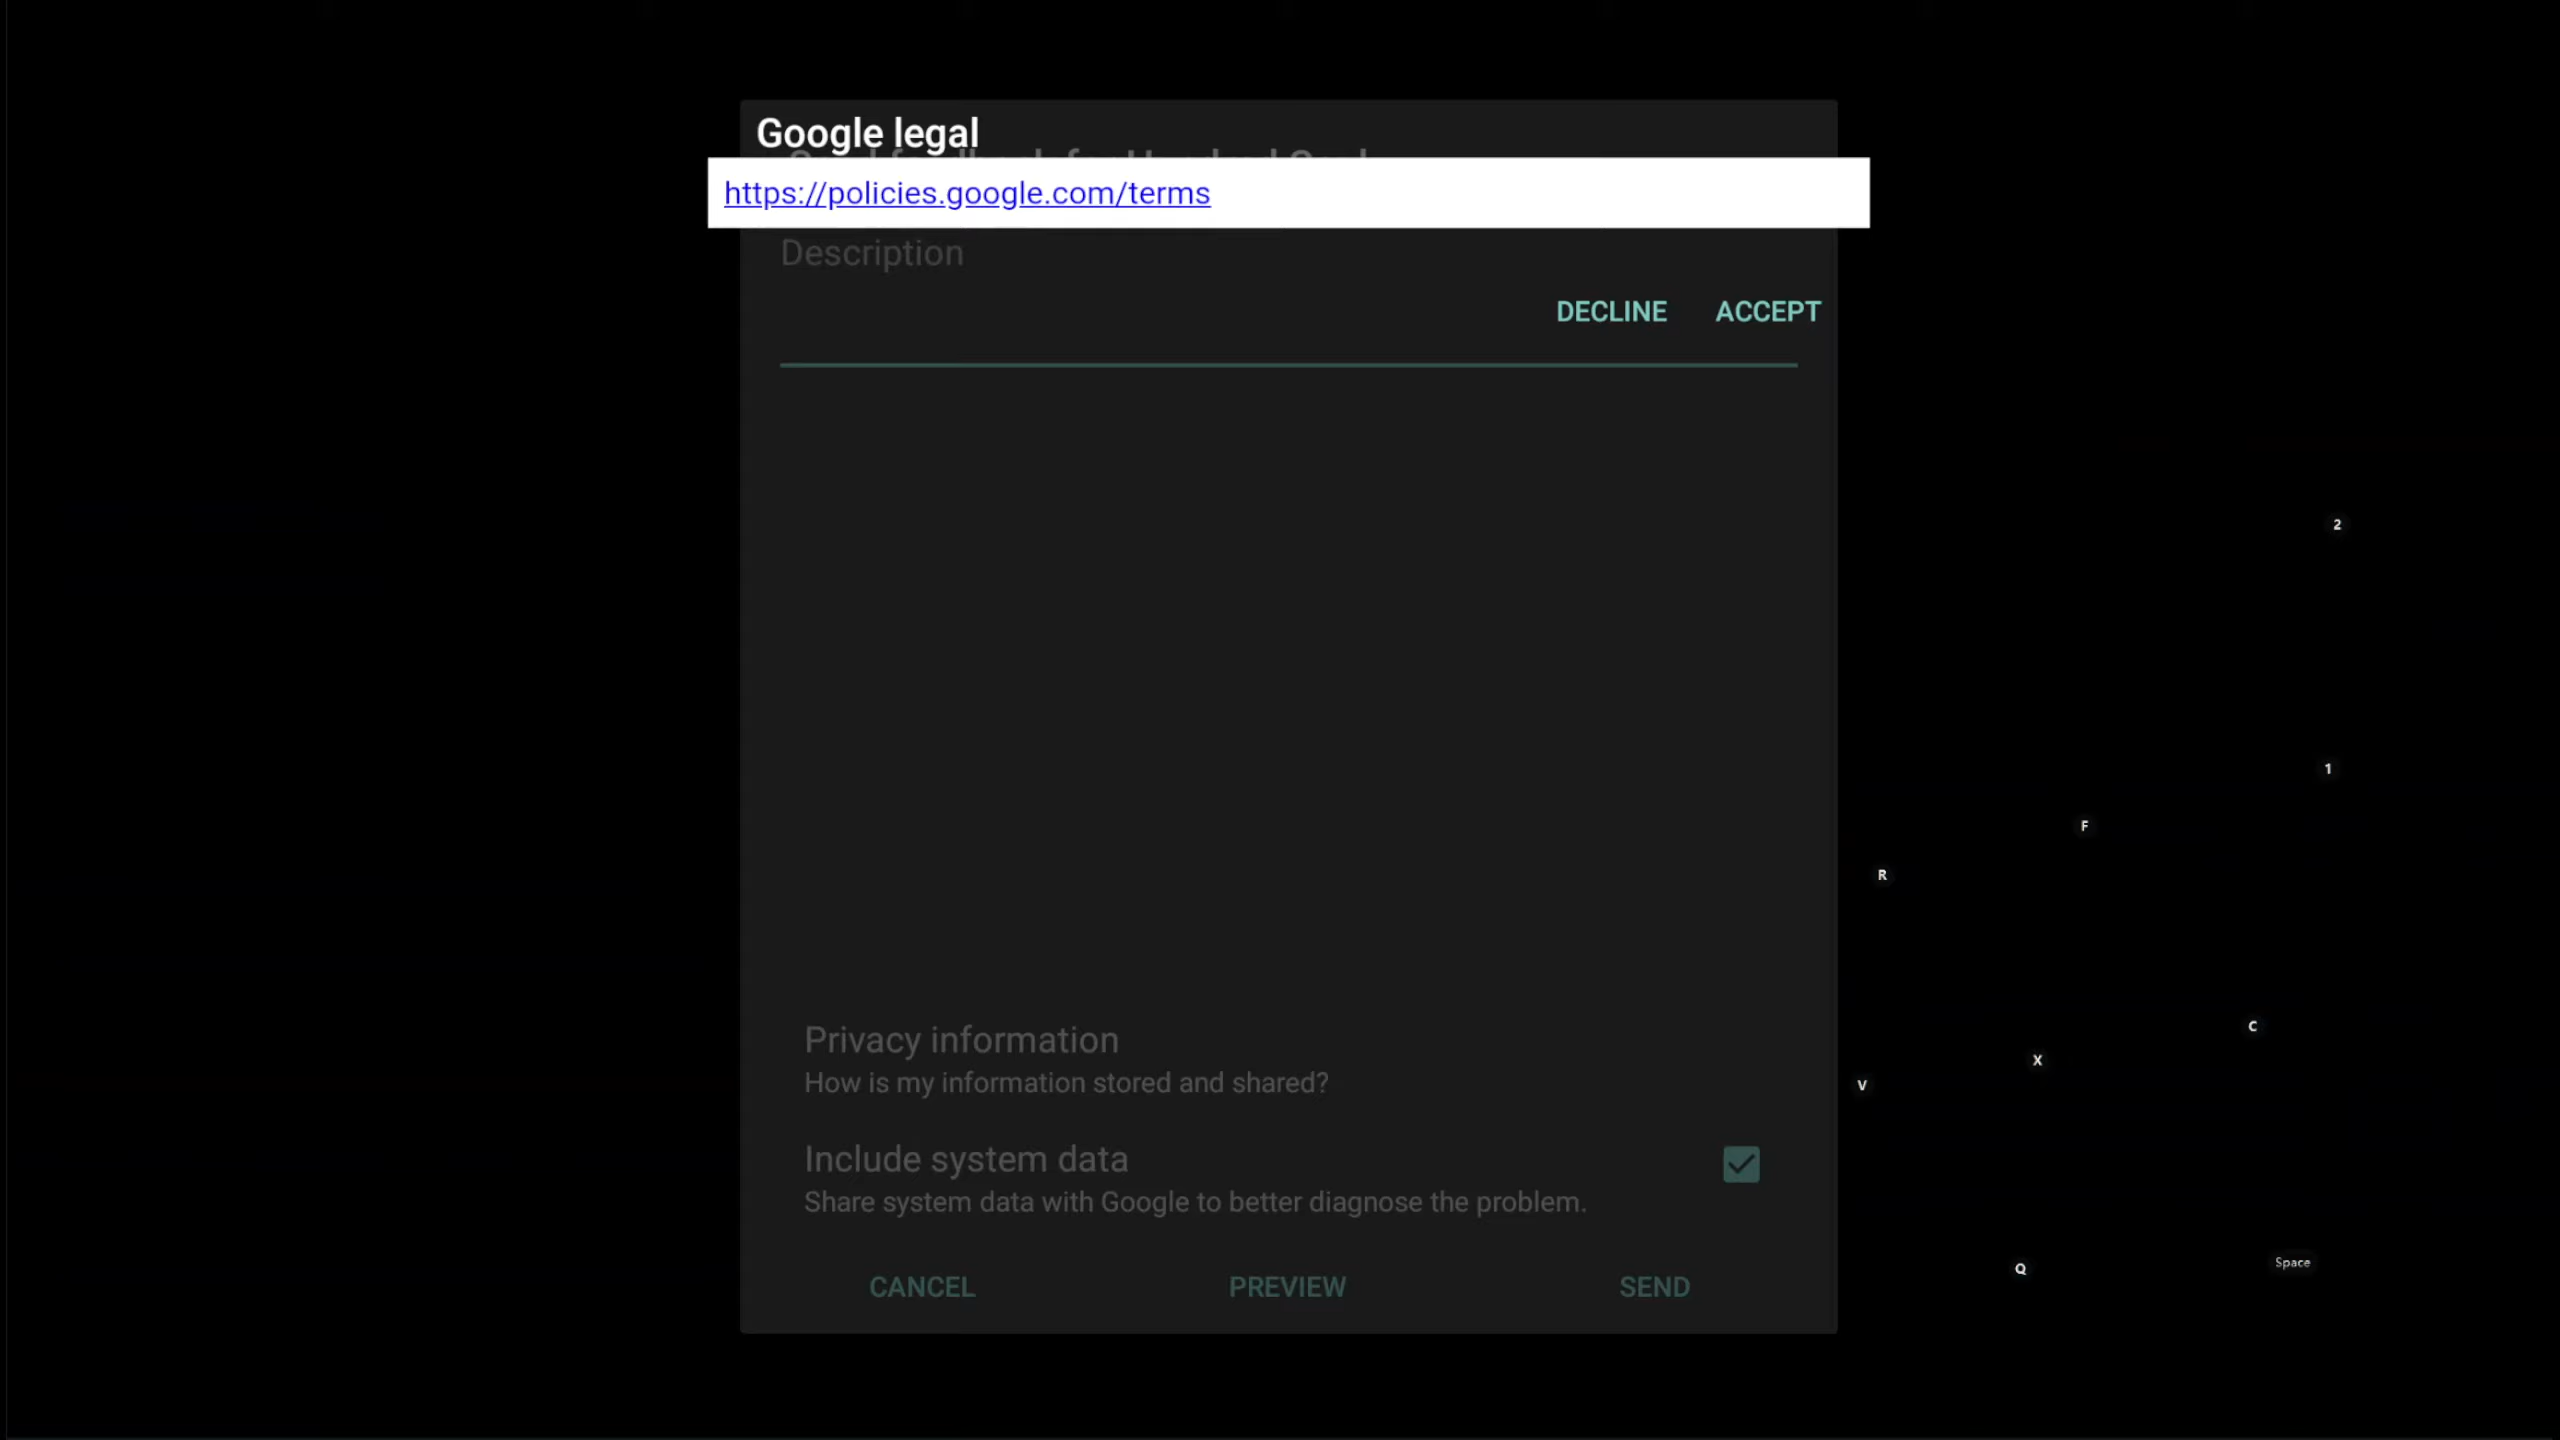 Google legal
https://policies.google.com/terms
Description
DECLINE ACCEPT
2
1
F
R
C
X
V
Privacy information
How is my information stored and shared?
Include system data
Share system data with Google to better diagnose the problem.
Q
Space
CANCEL PREVIEW SEND